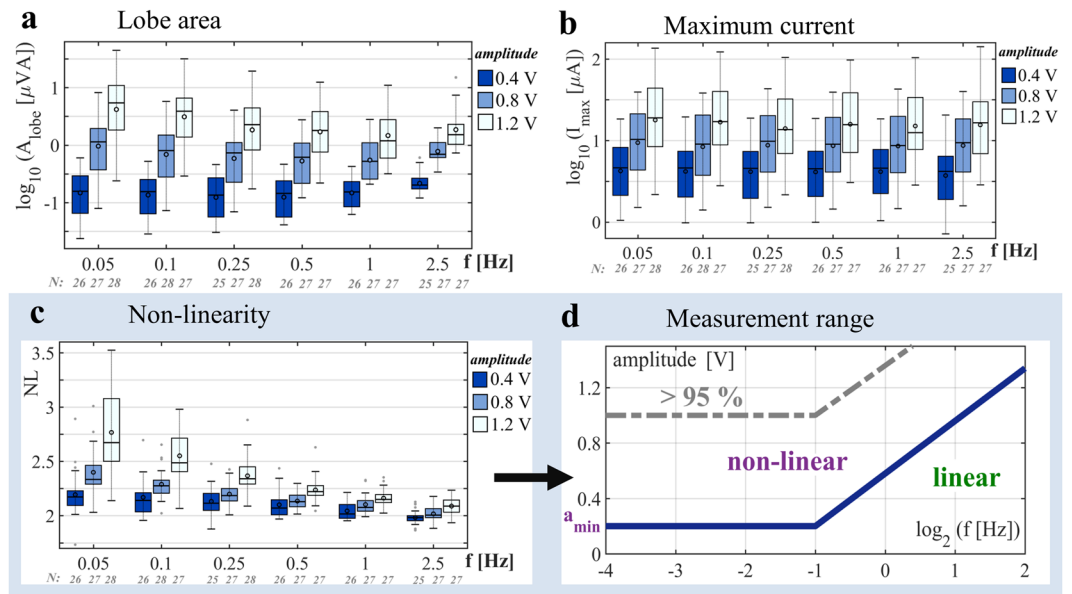 a Lobe area
log10 (Alobe [μVA])
1
0
-1
amplitude
0.4 V
0.8 V
1.2 V
0.05 0.1 0.25 0.5 1 2.5 f [Hz]
N: 26 27 28 26 28 27 25 27 28 26 27 27 26 27 27 25 27 27
b Maximum current
log10 (Imax [μA])
2
1
0
amplitude
0.4 V
0.8 V
1.2 V
0.05 0.1 0.25 0.5 1 2.5 f [Hz]
N: 26 27 28 26 28 27 25 27 28 26 27 27 26 27 27 25 27 27
c Non-linearity
NL
3.5
3
2.5
2
amplitude
0.4 V
0.8 V
1.2 V
0.05 0.1 0.25 0.5 1 2.5 f [Hz]
N: 26 27 28 26 28 27 25 27 28 26 27 27 26 27 27 25 27 27
d Measurement range
amplitude [V]
1.2
0.8
0.4
0
> 95 %
non-linear
linear
amin
log2 (f [Hz])
-4 -3 -2 -1 0 1 2